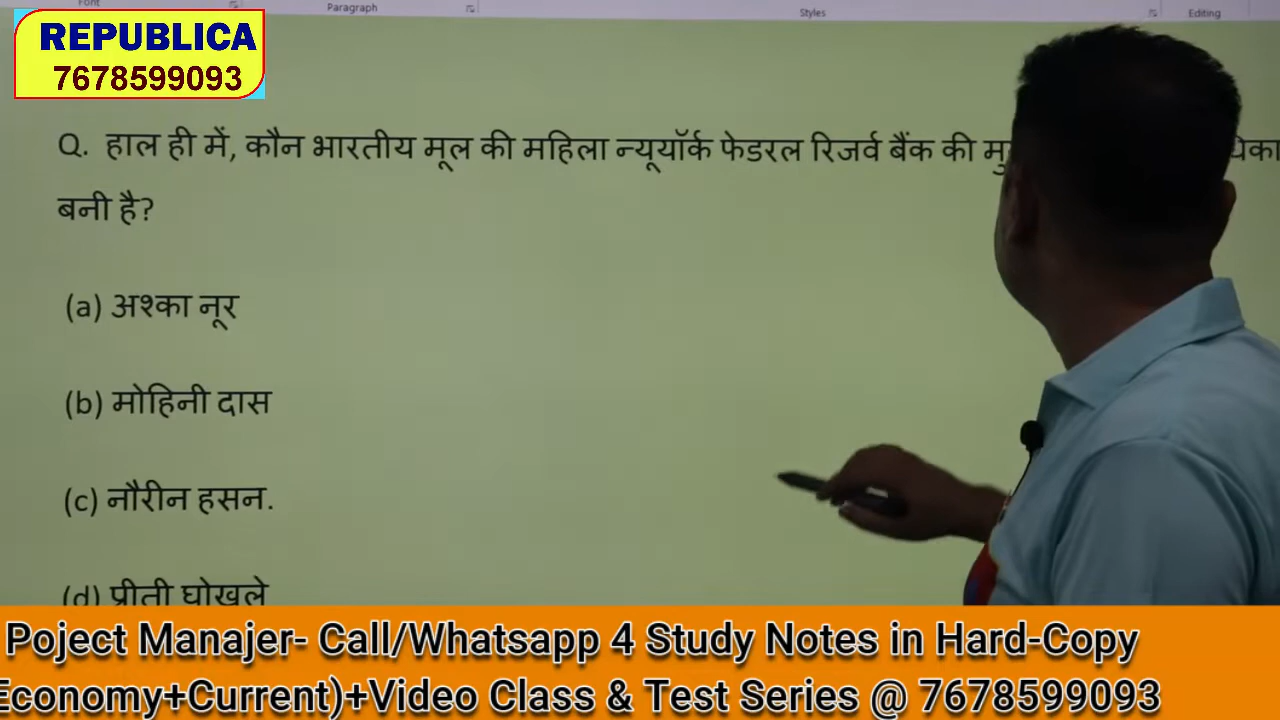 Font
Paragraph
Styles
Editing
REPUBLICA
7678599093
Q. हाल ही में, कौन भारतीय मूल की महिला न्यूयॉर्क फेडरल रिजर्व बैंक की
बनी है?
(a) अश्का नूर
(b) मोहिनी दास
(c) नौरीन हसन.
(d) प्रीती घोखले
Poject Manajer- Call/Whatsapp 4 Study Notes in Hard-Copy
Economy+Current)+Video Class & Test Series @ 7678599093